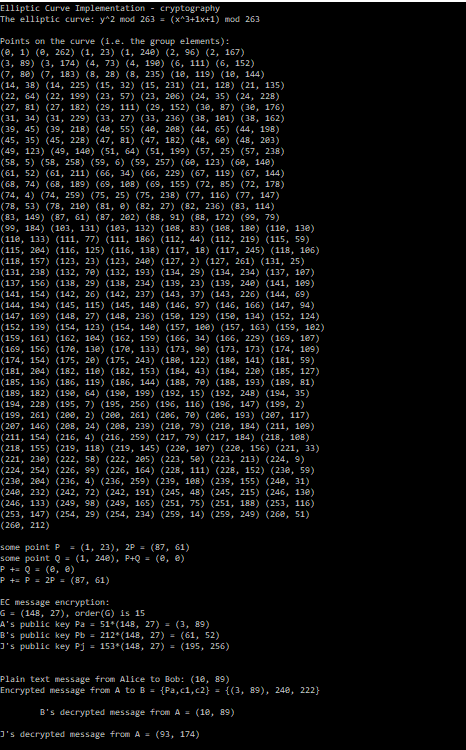 Elliptic Curve Implementation - cryptography
The elliptic curve: y^2 mod 263 = (x^3+1x+1) mod 263
Points on the curve (i.e. the group elements):
(0, 1) (0, 262) (1, 23) (1, 240) (2, 96) (2, 167)
(3, 89) (3, 174) (4, 73) (4, 190) (6, 111) (6, 152)
(7, 80) (7, 183) (8, 28) (8, 235) (10, 119) (10, 144)
(14, 38) (14, 225) (15, 32) (15, 231) (21, 128) (21, 135)
(22, 64) (22, 199) (23, 57) (23, 206) (24, 35) (24, 228)
(27, 81) (27, 182) (29, 111) (29, 152) (30, 87) (30, 176)
(31, 34) (31, 229) (33, 27) (33, 236) (38, 101) (38, 162)
(39, 45) (39, 218) (40, 55) (40, 208) (44, 65) (44, 198)
(45, 35) (45, 228) (47, 81) (47, 182) (48, 60) (48, 203)
(49, 123) (49, 140) (51, 64) (51, 199) (57, 25) (57, 238)
(58, 5) (58, 258) (59, 6) (59, 257) (60, 123) (60, 140)
(61, 52) (61, 211) (66, 34) (66, 229) (67, 119) (67, 144)
(68, 74) (68, 189) (69, 108) (69, 155) (72, 85) (72, 178)
(74, 4) (74, 259) (75, 25) (75, 238) (77, 116) (77, 147)
(78, 53) (78, 210) (81, 0) (82, 27) (82, 236) (83, 114)
(83, 149) (87, 61) (87, 202) (88, 91) (88, 172) (99, 79)
(99, 184) (103, 131) (103, 132) (108, 83) (108, 180) (110, 130)
(110, 133) (111, 77) (111, 186) (112, 44) (112, 219) (115, 59)
(115, 204) (116, 125) (116, 138) (117, 18) (117, 245) (118, 106)
(118, 157) (123, 23) (123, 240) (127, 2) (127, 261) (131, 25)
(131, 238) (132, 70) (132, 193) (134, 29) (134, 234) (137, 107)
(137, 156) (138, 29) (138, 234) (139, 23) (139, 240) (141, 109)
(141, 154) (142, 26) (142, 237) (143, 37) (143, 226) (144, 69)
(144, 194) (145, 115) (145, 148) (146, 97) (146, 166) (147, 94)
(147, 169) (148, 27) (148, 236) (150, 129) (150, 134) (152, 124)
(152, 139) (154, 123) (154, 140) (157, 100) (157, 163) (159, 102)
(159, 161) (162, 104) (162, 159) (166, 34) (166, 229) (169, 107)
(169, 156) (170, 130) (170, 133) (173, 90) (173, 173) (174, 109)
(174, 154) (175, 20) (175, 243) (180, 122) (180, 141) (181, 59)
(181, 204) (182, 110) (182, 153) (184, 43) (184, 220) (185, 127)
(185, 136) (186, 119) (186, 144) (188, 70) (188, 193) (189, 81)
(189, 182) (190, 64) (190, 199) (192, 15) (192, 248) (194, 35)
(194, 228) (195, 7) (195, 256) (196, 116) (196, 147) (199, 2)
(199, 261) (200, 2) (200, 261) (206, 70) (206, 193) (207, 117)
(207, 146) (208, 24) (208, 239) (210, 79) (210, 184) (211, 109)
(211, 154) (216, 4) (216, 259) (217, 79) (217, 184) (218, 108)
(218, 155) (219, 118) (219, 145) (220, 107) (220, 156) (221, 33)
(221, 230) (222, 58) (222, 205) (223, 50) (223, 213) (224, 9)
(224, 254) (226, 99) (226, 164) (228, 111) (228, 152) (230, 59)
(230, 204) (236, 4) (236, 259) (239, 108) (239, 155) (240, 31)
(240, 232) (242, 72) (242, 191) (245, 48) (245, 215) (246, 130)
(246, 133) (249, 98) (249, 165) (251, 75) (251, 188) (253, 116)
(253, 147) (254, 29) (254, 234) (259, 14) (259, 249) (260, 51)
(260, 212)
some point P  = (1, 23), 2P = (87, 61)
some point Q = (1, 240), P+Q = (0, 0)
P += Q = (0, 0)
P += P = 2P = (87, 61)
EC message encryption:
G = (148, 27), order(G) is 15
A's public key Pa = 51*(148, 27) = (3, 89)
B's public key Pb = 212*(148, 27) = (61, 52)
J's public key Pj = 153*(148, 27) = (195, 256)
Plain text message from Alice to Bob: (10, 89)
Encrypted message from A to B = {Pa,c1,c2} = {(3, 89), 240, 222}
B's decrypted message from A = (10, 89)
J's decrypted message from A = (93, 174)